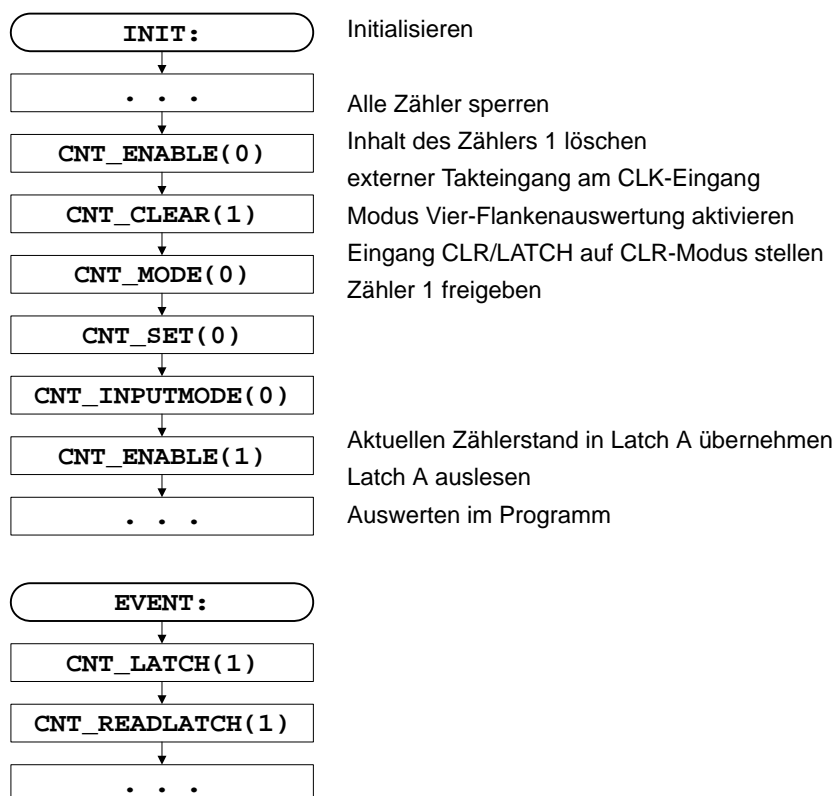 INIT:
Initialisieren
. . .
Alle Zähler sperren
CNT_ENABLE(0)
Inhalt des Zählers 1 löschen
externer Takteingang am CLK-Eingang
CNT_CLEAR(1)
Modus Vier-Flankenauswertung aktivieren
Eingang CLR/LATCH auf CLR-Modus stellen
CNT_MODE(0)
Zähler 1 freigeben
CNT_SET(0)
CNT_INPUTMODE(0)
Aktuellen Zählerstand in Latch A übernehmen
CNT_ENABLE(1)
Latch A auslesen
. . .
Auswerten im Programm
EVENT:
CNT_LATCH(1)
CNT_READLATCH(1)
. . .